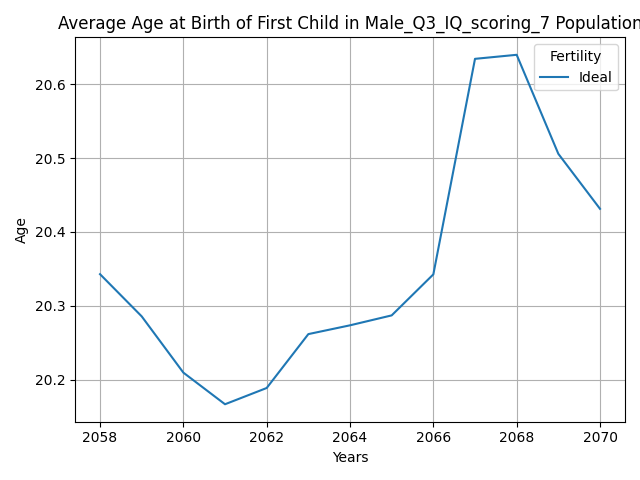 Average Age at Birth of First Child in Male_Q3_IQ_scoring_7 Population
Fertility
Ideal
Age
20.6
20.5
20.4
20.3
20.2
2058 2060 2062 2064 2066 2068 2070
Years